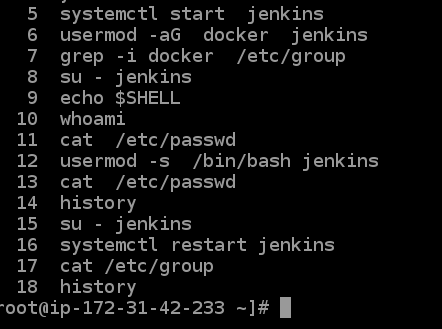 5 systemctl start  jenkins
6 usermod -aG  docker  jenkins
7 grep -i docker  /etc/group
8 su - jenkins
9 echo $SHELL
10 whoami
11 cat  /etc/passwd
12 usermod -s  /bin/bash jenkins
13 cat  /etc/passwd
14 history
15 su - jenkins
16 systemctl restart jenkins
17 cat /etc/group
18 history
root@ip-172-31-42-233 ~]#